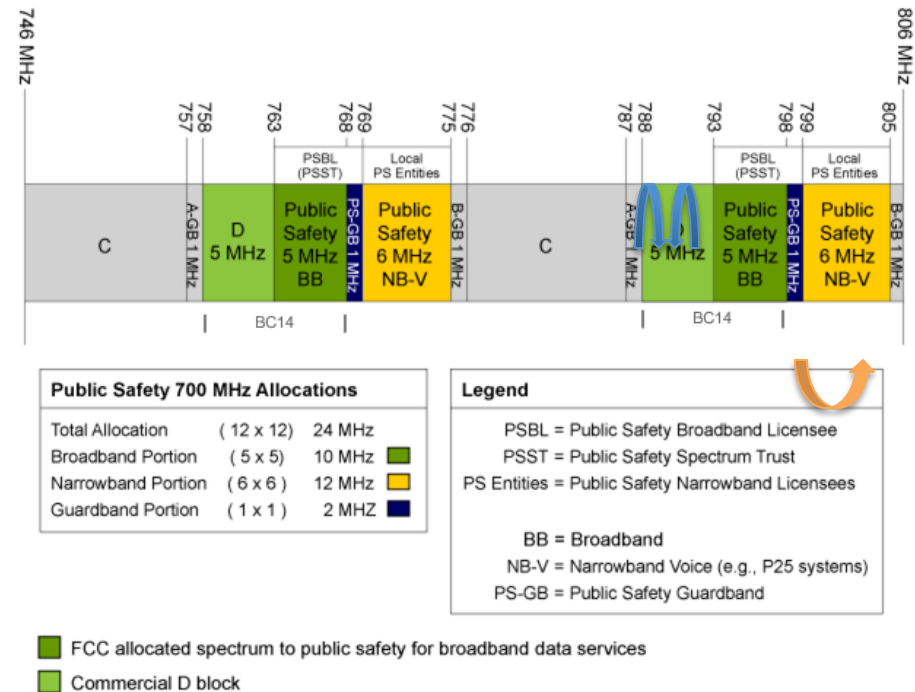 746 MHz
806 MHz
757
758
763
768
769
775
776
787
788
793
798
799
805
PSBL
(PSST)
Local
PS Entities
PSBL
(PSST)
Local
PS Entities
C
A-GB 1 MHz
D
5 MHz
Public
Safety
5 MHz
BB
PS-GB 1 MHz
Public
Safety
6 MHz
NB-V
B-GB 1 MHz
C
A-GB 1 MHz
5 MHz
Public
Safety
5 MHz
BB
PS-GB 1 MHz
Public
Safety
6 MHz
NB-V
B-GB 1 MHz
BC14
BC14
Public Safety 700 MHz Allocations
Total Allocation ( 12 x 12) 24 MHz
Broadband Portion ( 5 x 5) 10 MHz
Narrowband Portion ( 6 x 6 ) 12 MHz
Guardband Portion ( 1 x 1 ) 2 MHZ
Legend
PSBL = Public Safety Broadband Licensee
PSST = Public Safety Spectrum Trust
PS Entities = Public Safety Narrowband Licensees
BB = Broadband
NB-V = Narrowband Voice (e.g., P25 systems)
PS-GB = Public Safety Guardband
FCC allocated spectrum to public safety for broadband data services
Commercial D block